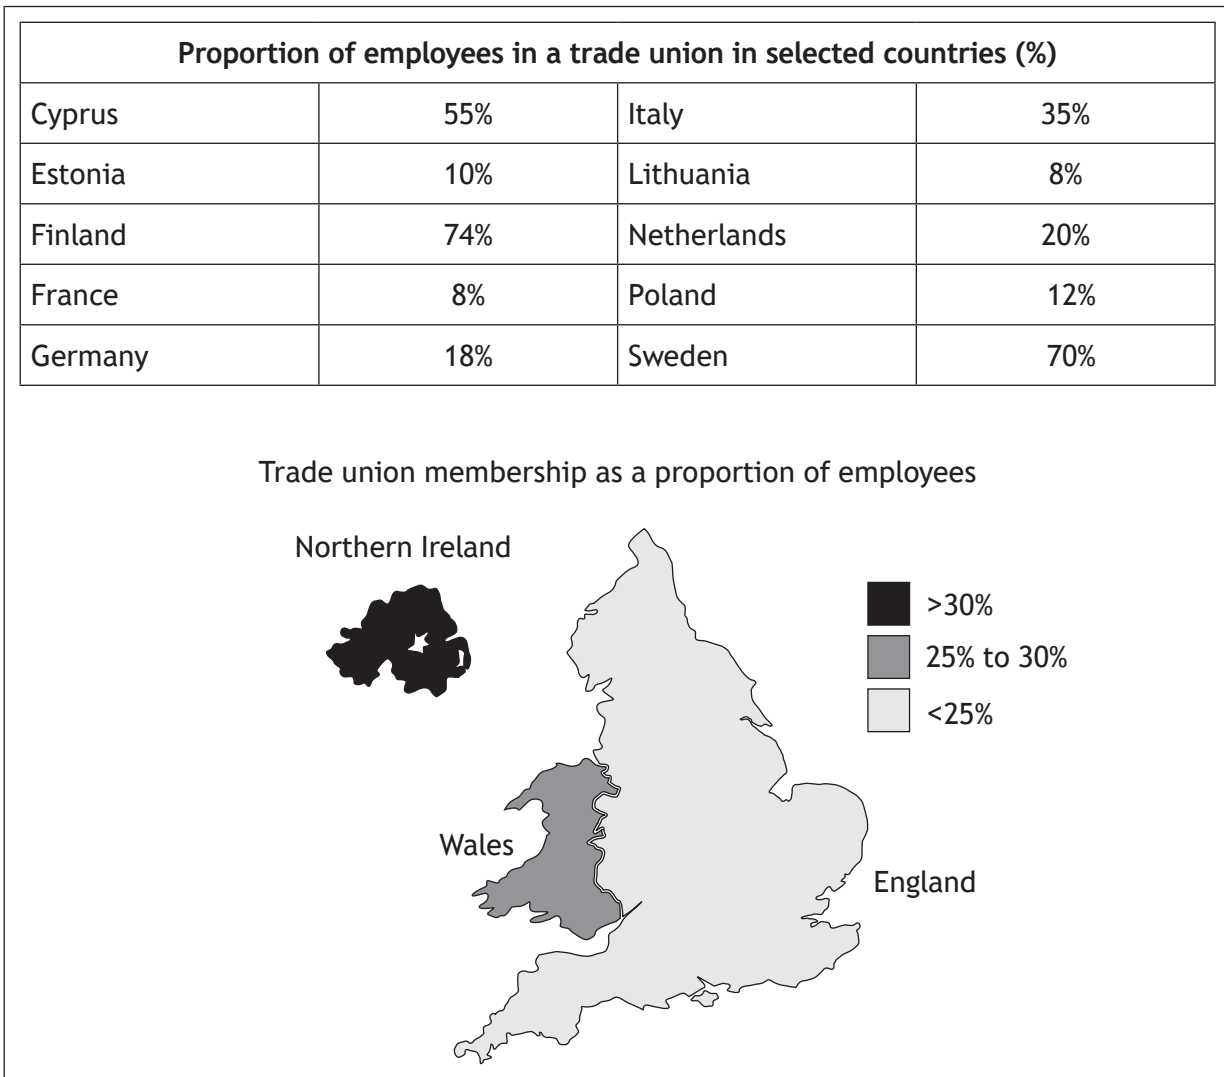 Proportion of employees in a trade union in selected countries (%)
Cyprus 55% Italy 35%
Estonia 10% Lithuania 8%
Finland 74% Netherlands 20%
France 8% Poland 12%
Germany 18% Sweden 70%
Trade union membership as a proportion of employees
Northern Ireland
>30%
25% to 30%
<25%
Wales
England